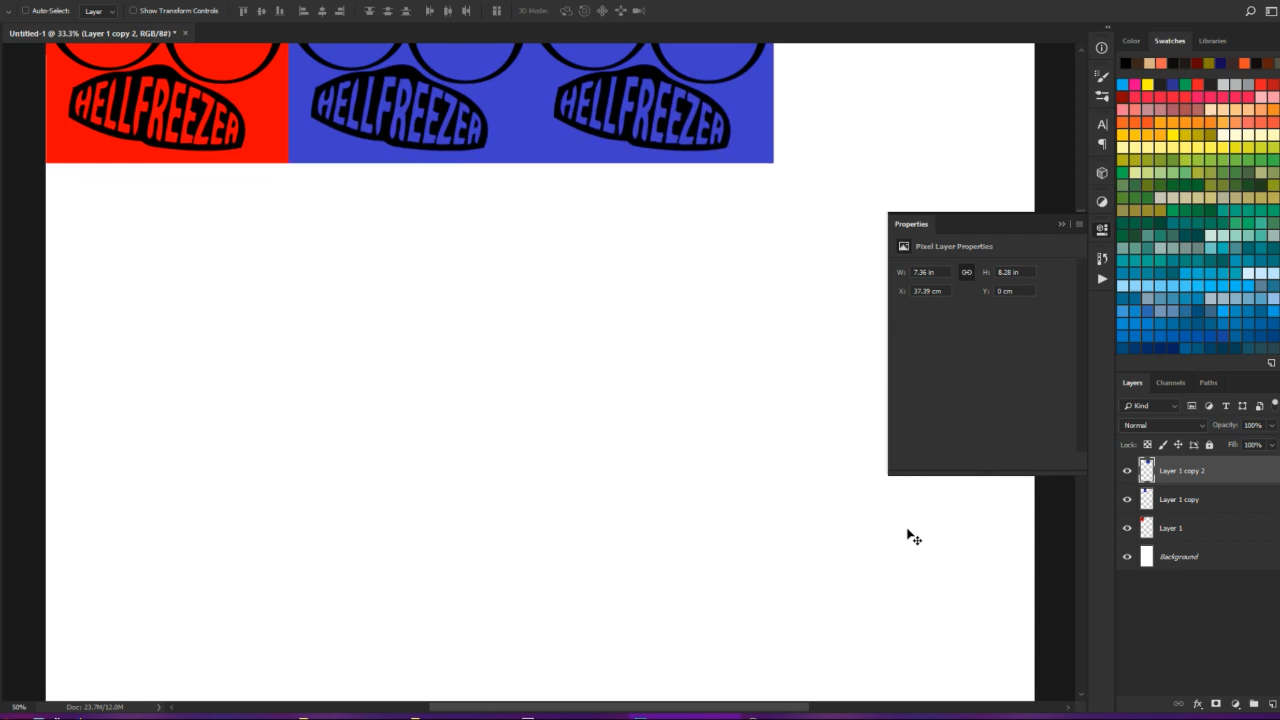 Auto-Select: Layer Show Transform Controls 3D Mode:
Untitled-1 @ 33.3% (Layer 1 copy 2, RGB/8#) *
HELLFREEZEA HELLFREEZEA HELLFREEZEA
Color Swatches Libraries
Properties
Pixel Layer Properties
W: 7.36 in H: 8.28 in
X: 37.39 cm Y: 0 cm
Layers Channels Paths
Kind
Normal Opacity: 100%
Lock: Fill: 100%
Layer 1 copy 2
Layer 1 copy
Layer 1
Background
50% Doc: 23.7M/12.0M